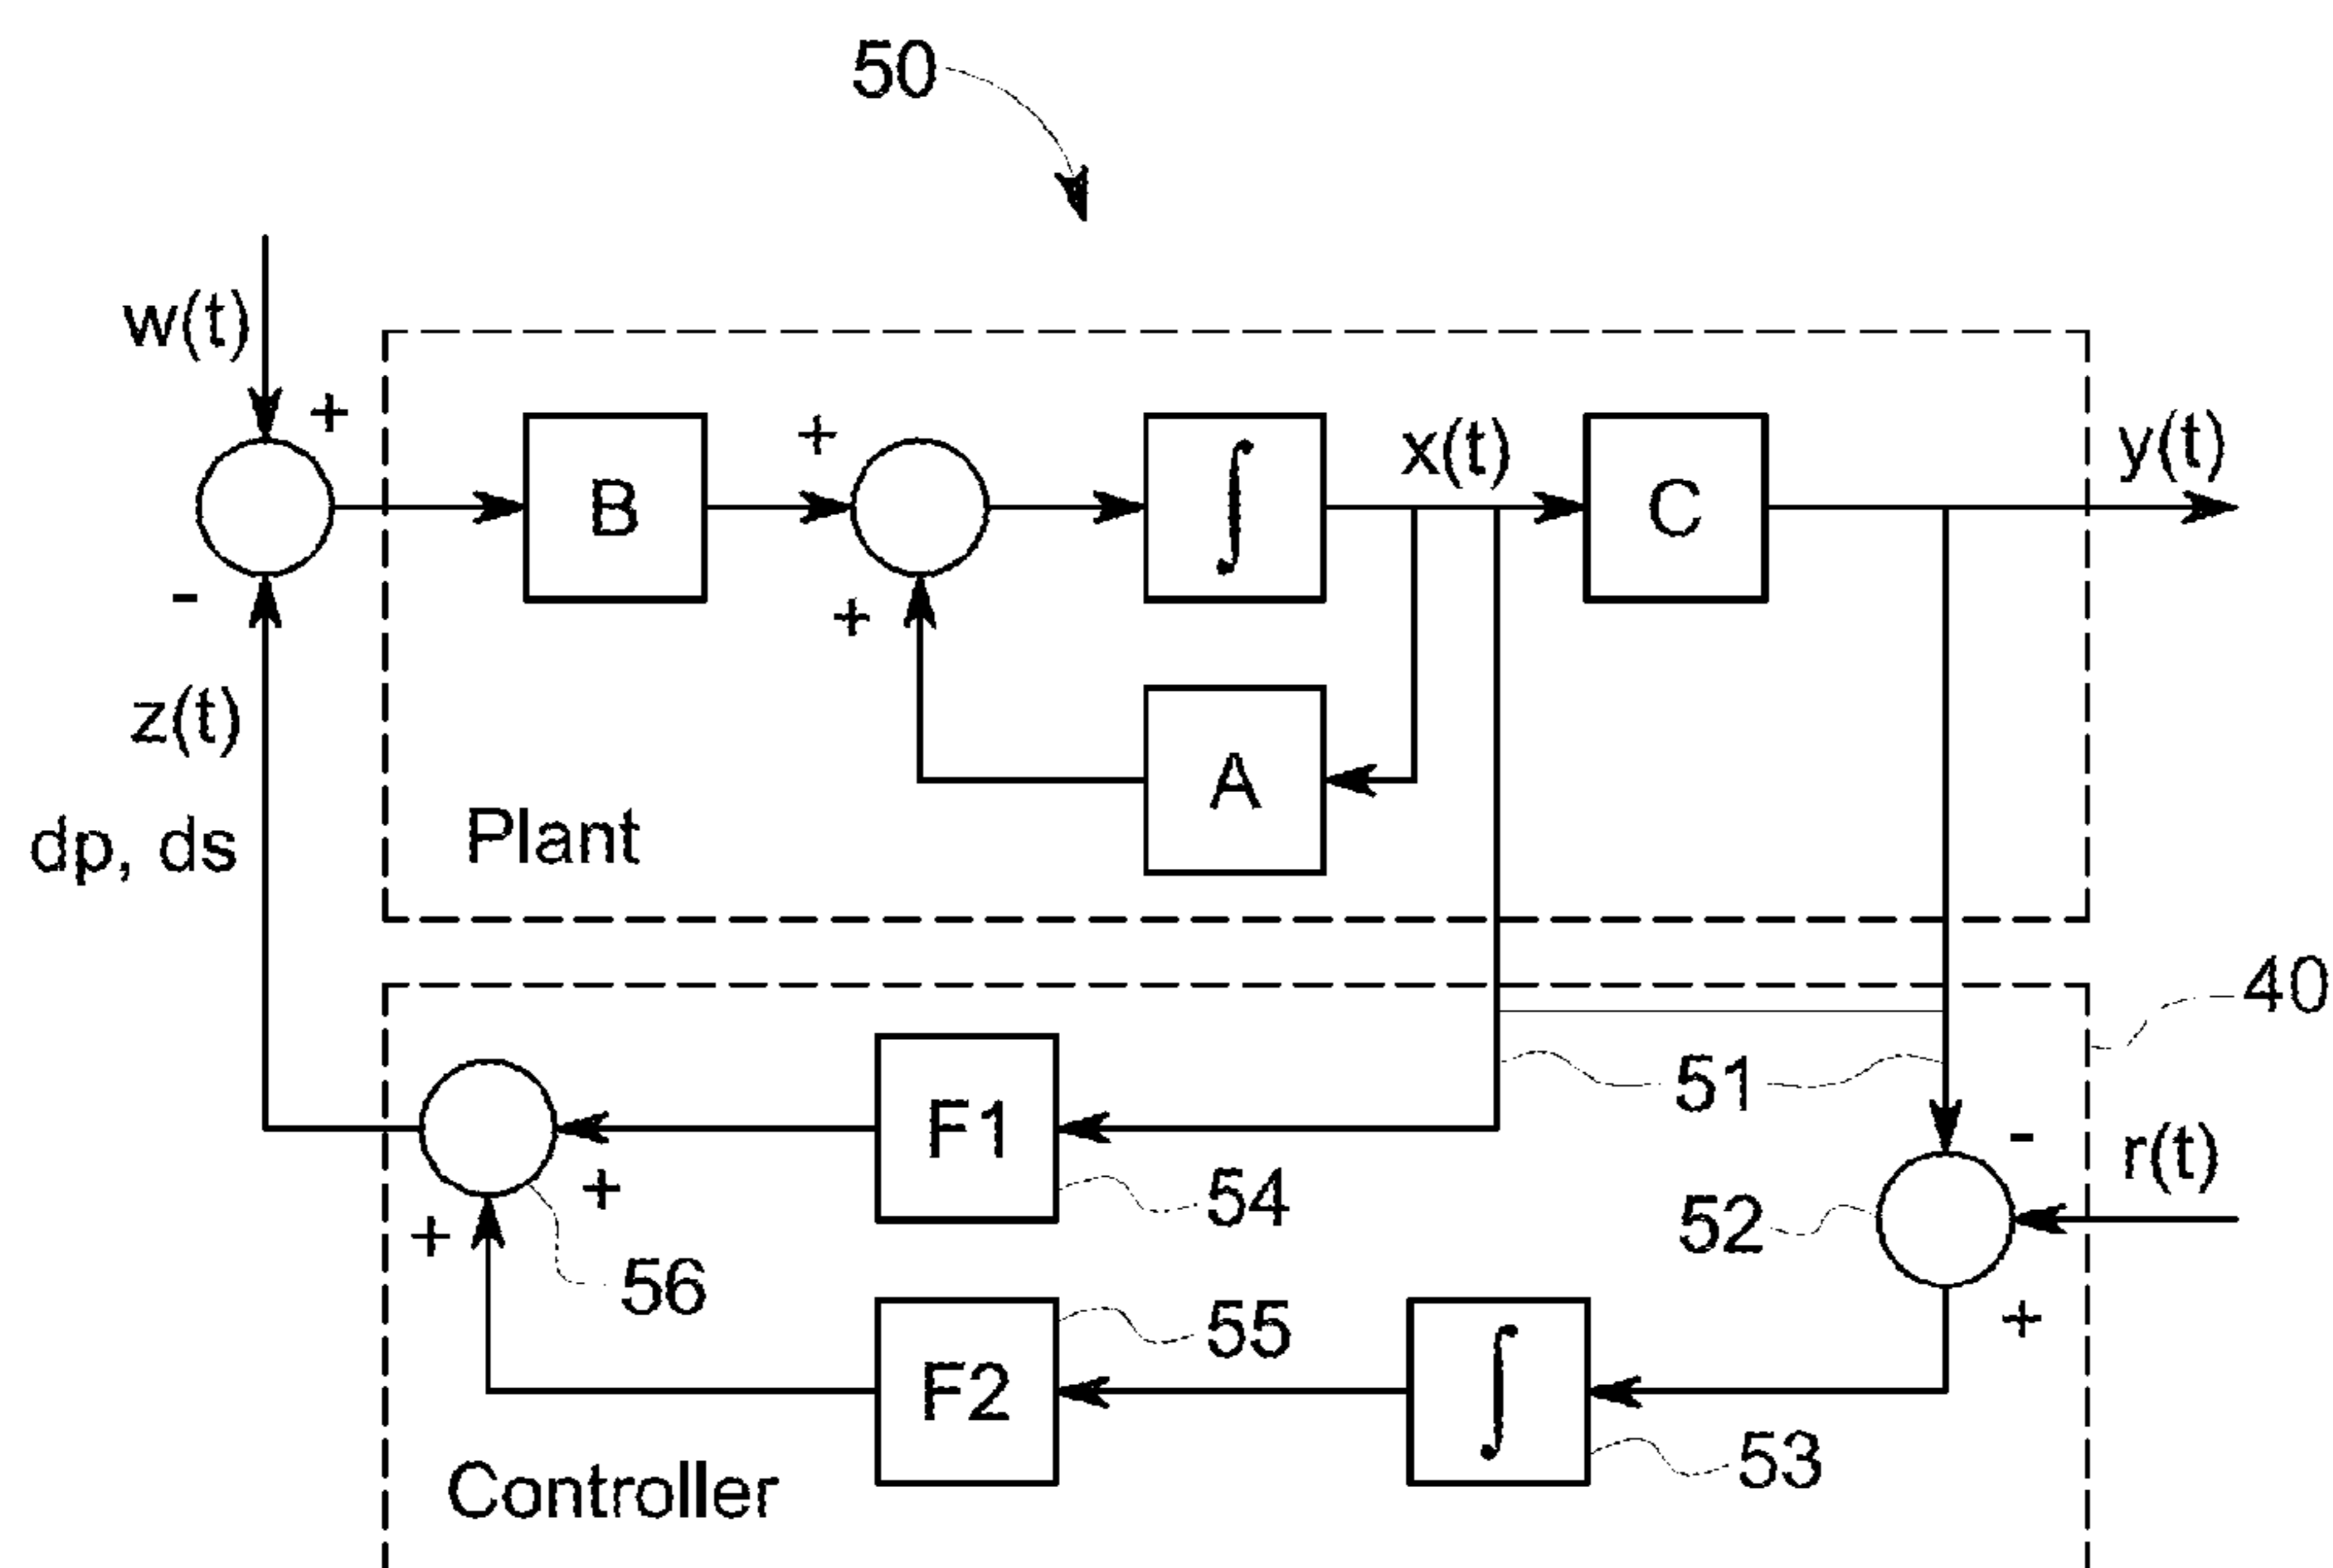 50
w(t)
+
+
B
∫
x(t)
C
y(t)
-
+
z(t)
A
dp, ds
Plant
40
51
-
r(t)
F1
+
54
52
+
56
55
+
F2
∫
53
Controller